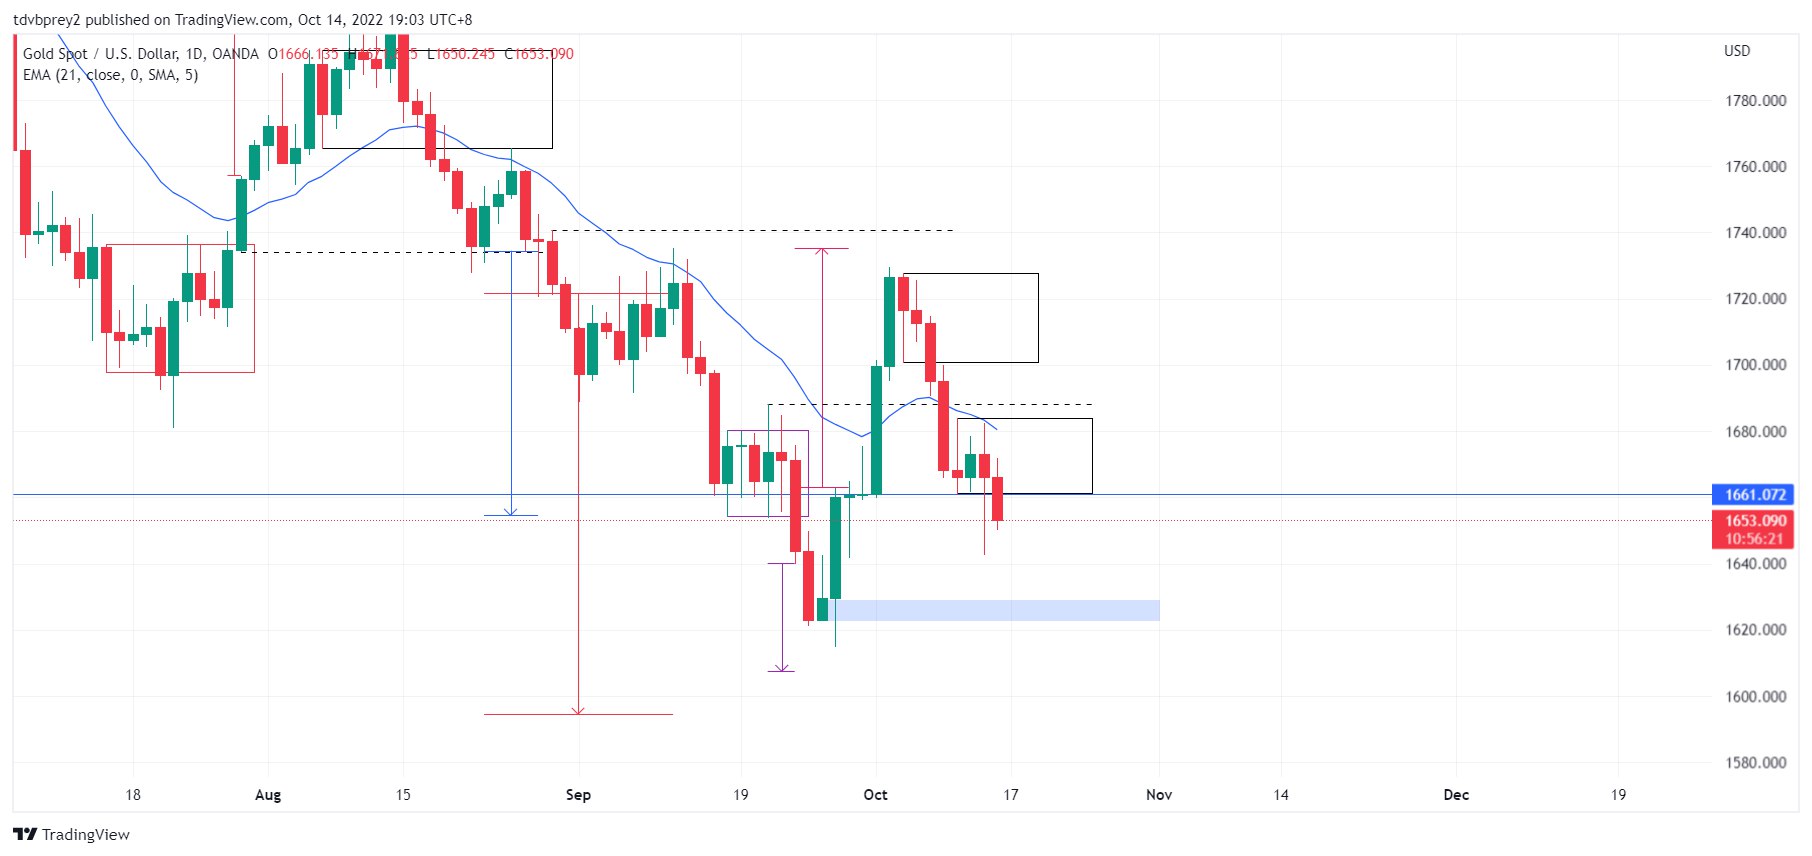 tdvbprey2 published on TradingView.com, Oct 14, 2022 19:03 UTC+8
Gold Spot / U.S. Dollar, 1D, OANDA O1666.135 L1650.245 C1653.090
EMA (21, close, 0, SMA, 5)
USD
1780.000
1760.000
1740.000
1720.000
1700.000
1680.000
1661.072
1653.090
10:56:21
1640.000
1620.000
1600.000
1580.000
18 Aug 15 Sep 19 Oct 17 Nov 14 Dec 19
TradingView